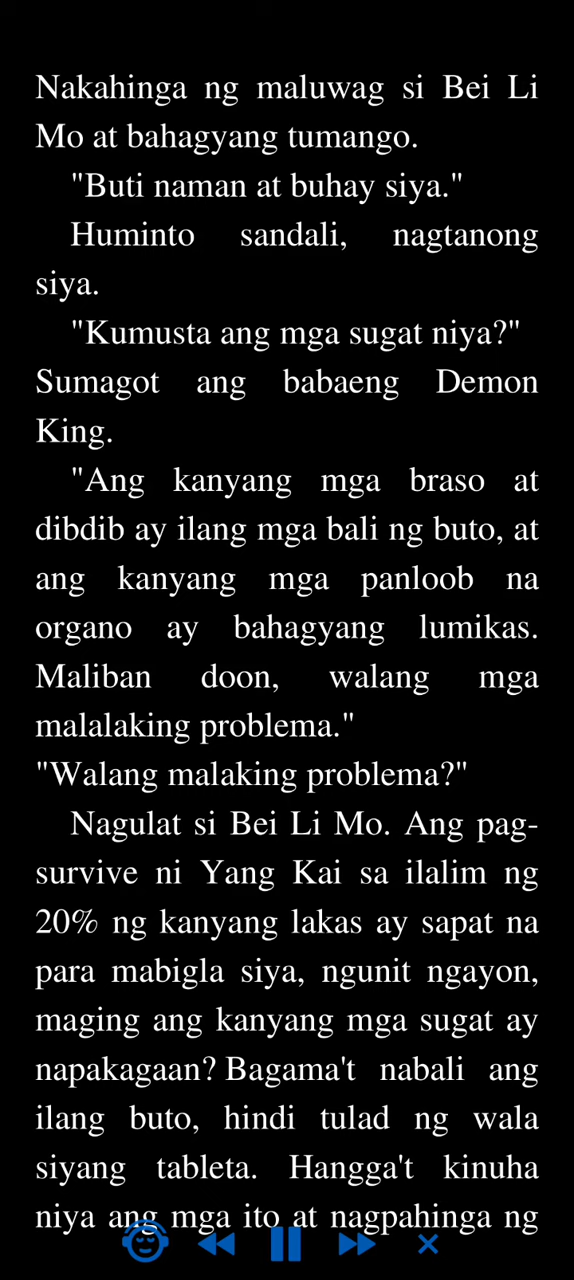 Nakahinga ng maluwag si Bei Li
Mo at bahagyang tumango.
"Buti naman at buhay siya."
Huminto sandali, nagtanong
siya.
"Kumusta ang mga sugat niya?"
Sumagot ang babaeng Demon
King.
"Ang kanyang mga braso at
dibdib ay ilang mga bali ng buto, at
ang kanyang mga panloob na
organo ay bahagyang lumikas.
Maliban doon, walang mga
malalaking problema."
"Walang malaking problema?"
Nagulat si Bei Li Mo. Ang pag-
survive ni Yang Kai sa ilalim ng
20% ng kanyang lakas ay sapat na
para mabigla siya, ngunit ngayon,
maging ang kanyang mga sugat ay
napakagaan? Bagama't nabali ang
ilang buto, hindi tulad ng wala
siyang tableta. Hangga't kinuha
niya ang mga ito at nagpahinga ng